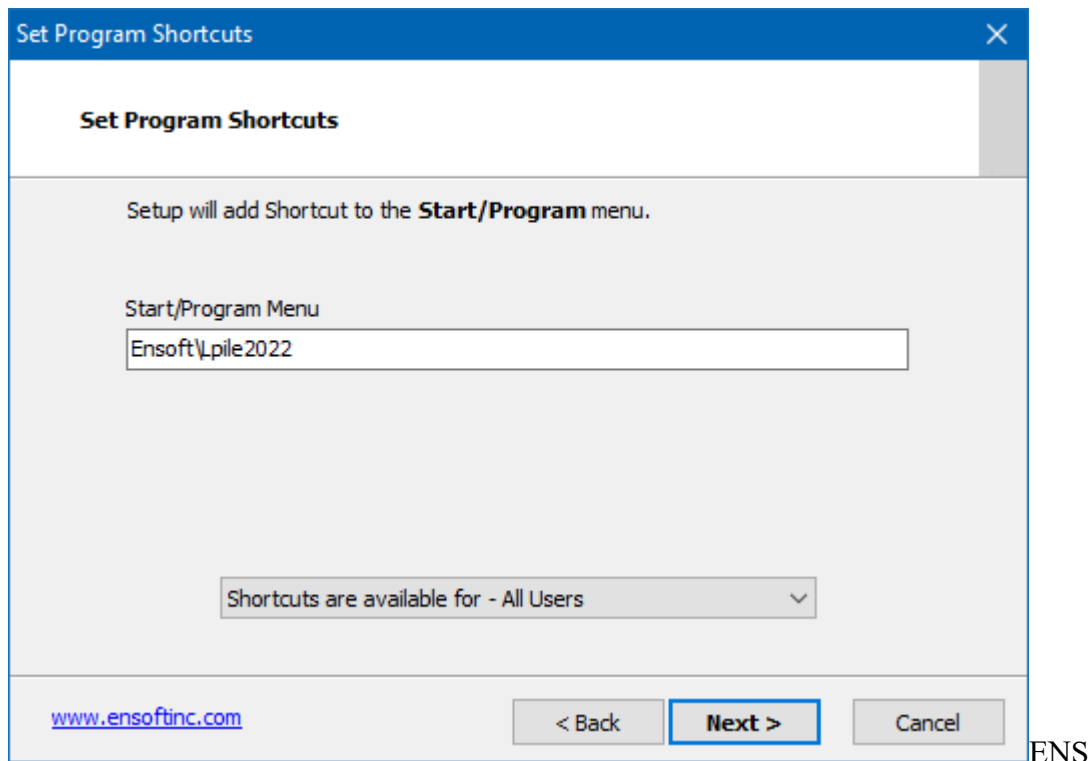 Set Program Shortcuts
Set Program Shortcuts
Setup will add Shortcut to the Start/Program menu.
Start/Program Menu
Ensoft\Lpile2022
Shortcuts are available for - All Users
www.ensoftinc.com
< Back
Next >
Cancel
ENS